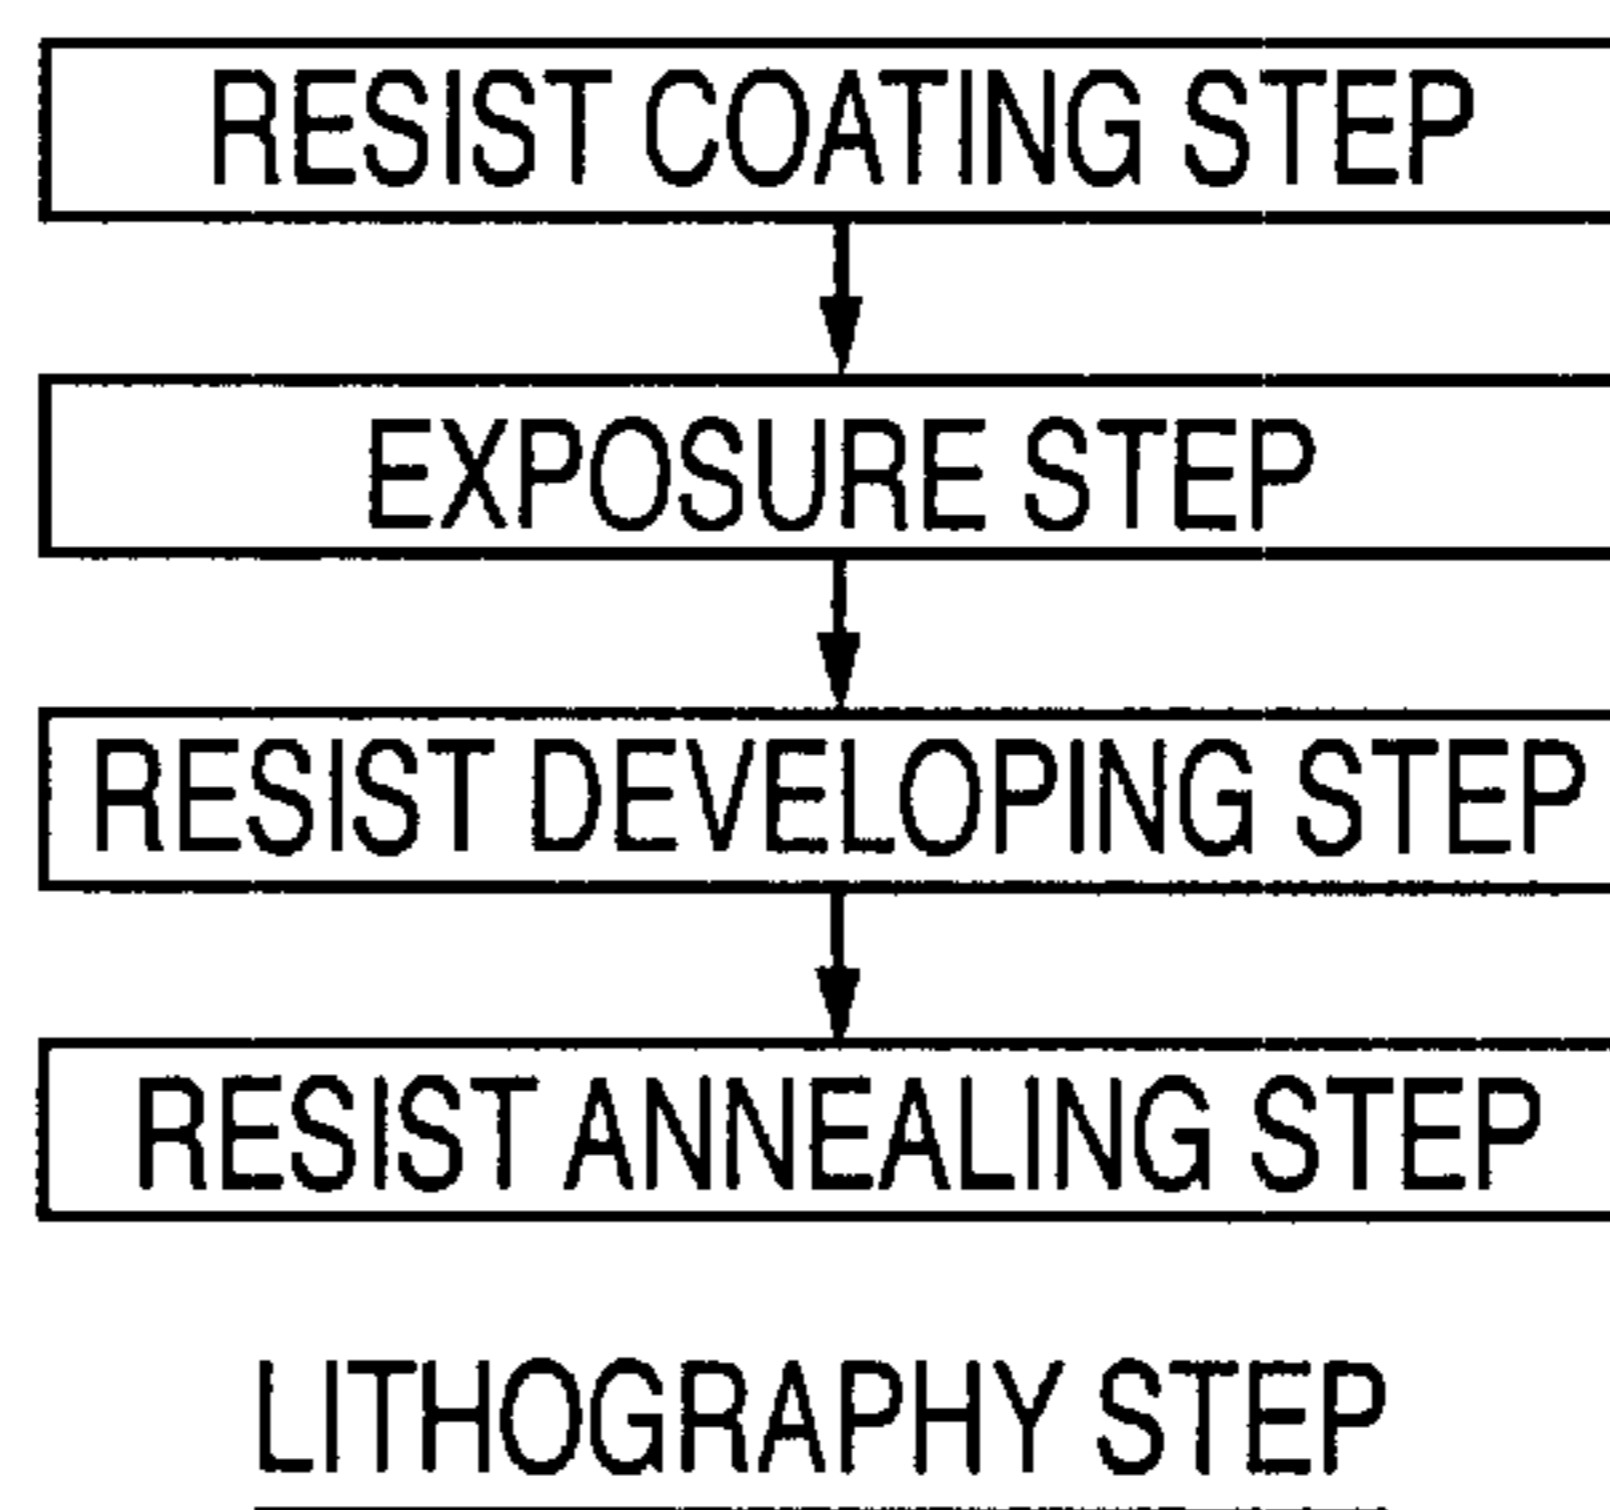 RESIST COATING STEP
EXPOSURE STEP
RESIST DEVELOPING STEP
RESIST ANNEALING STEP
LITHOGRAPHY STEP